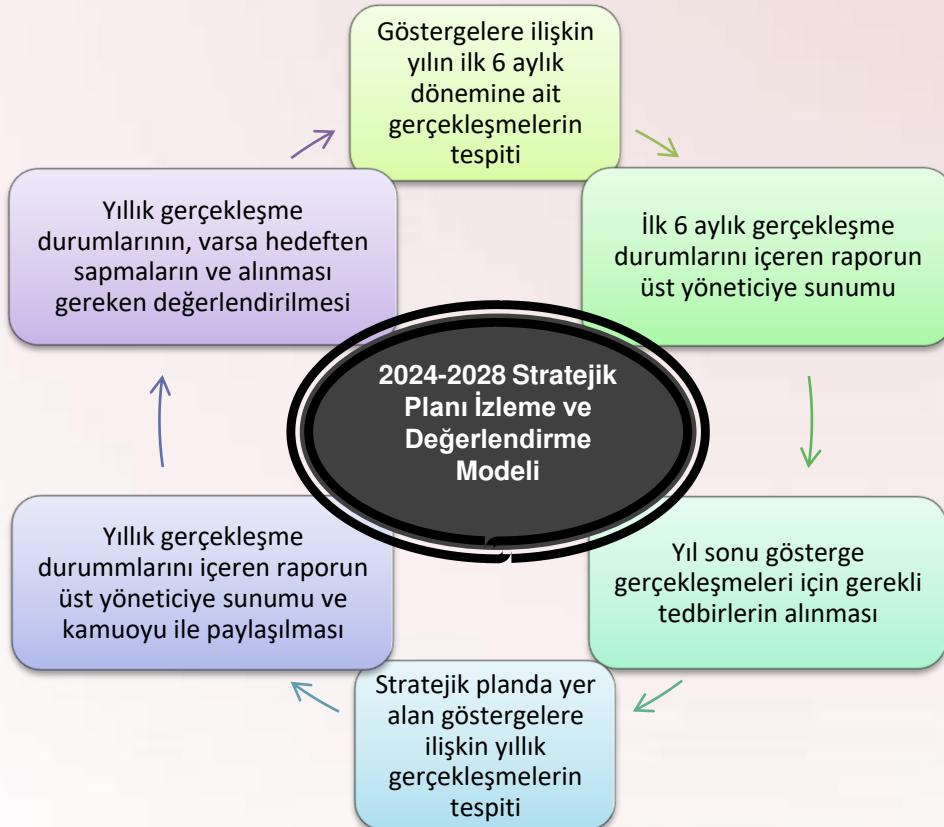 Göstergelere ilişkin
yılın ilk 6 aylık
dönemine ait
gerçekleşmelerin
tespiti
İlk 6 aylık gerçekleşme
durumlarını içeren raporun
üst yöneticiye sunumu
Yıl sonu gösterge
gerçekleşmeleri için gerekli
tedbirlerin alınması
Stratejik planda yer
alan göstergelere
ilişkin yıllık
gerçekleşmelerin
tespiti
Yıllık gerçekleşme
durummlarını içeren raporun
üst yöneticiye sunumu ve
kamuoyu ile paylaşılması
Yıllık gerçekleşme
durumlarının, varsa hedeften
sapmaların ve alınması
gereken değerlendirilmesi
2024-2028 Stratejik
Planı İzleme ve
Değerlendirme
Modeli